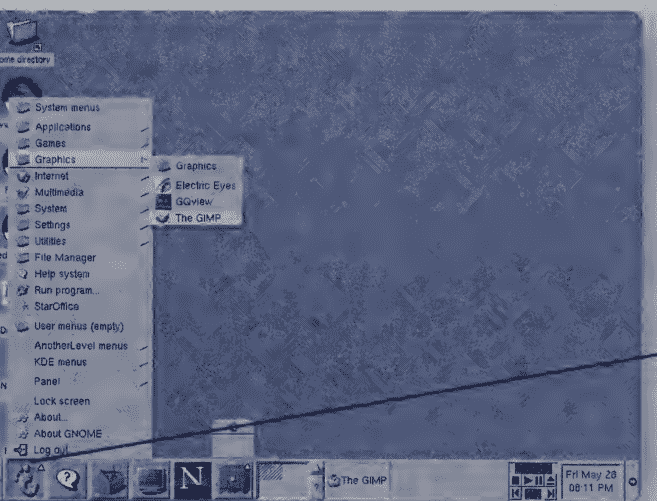 ome directory
System menus
Applications
Games
Graphics
Internet
Multimedia
System
Settings
Utilities
File Manager
Help system
Run program...
StarOffice
User menus (empty)
AnotherLevel menus
KDE menus
Panel
Lock screen
About...
About GNOME
Log out
Graphics
Electric Eyes
GQview
The GIMP
N
The GIMP
Fri May 28
08:11 PM